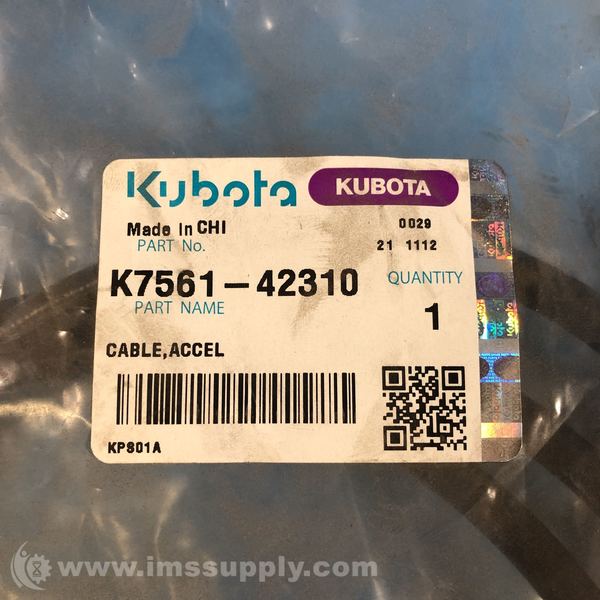 Kubota KUBOTA
Made in CHI 0029
PART No. 21 1112
K7561-42310 QUANTITY
PART NAME 1
CABLE,ACCEL
KPS01A
www.imssupply.com